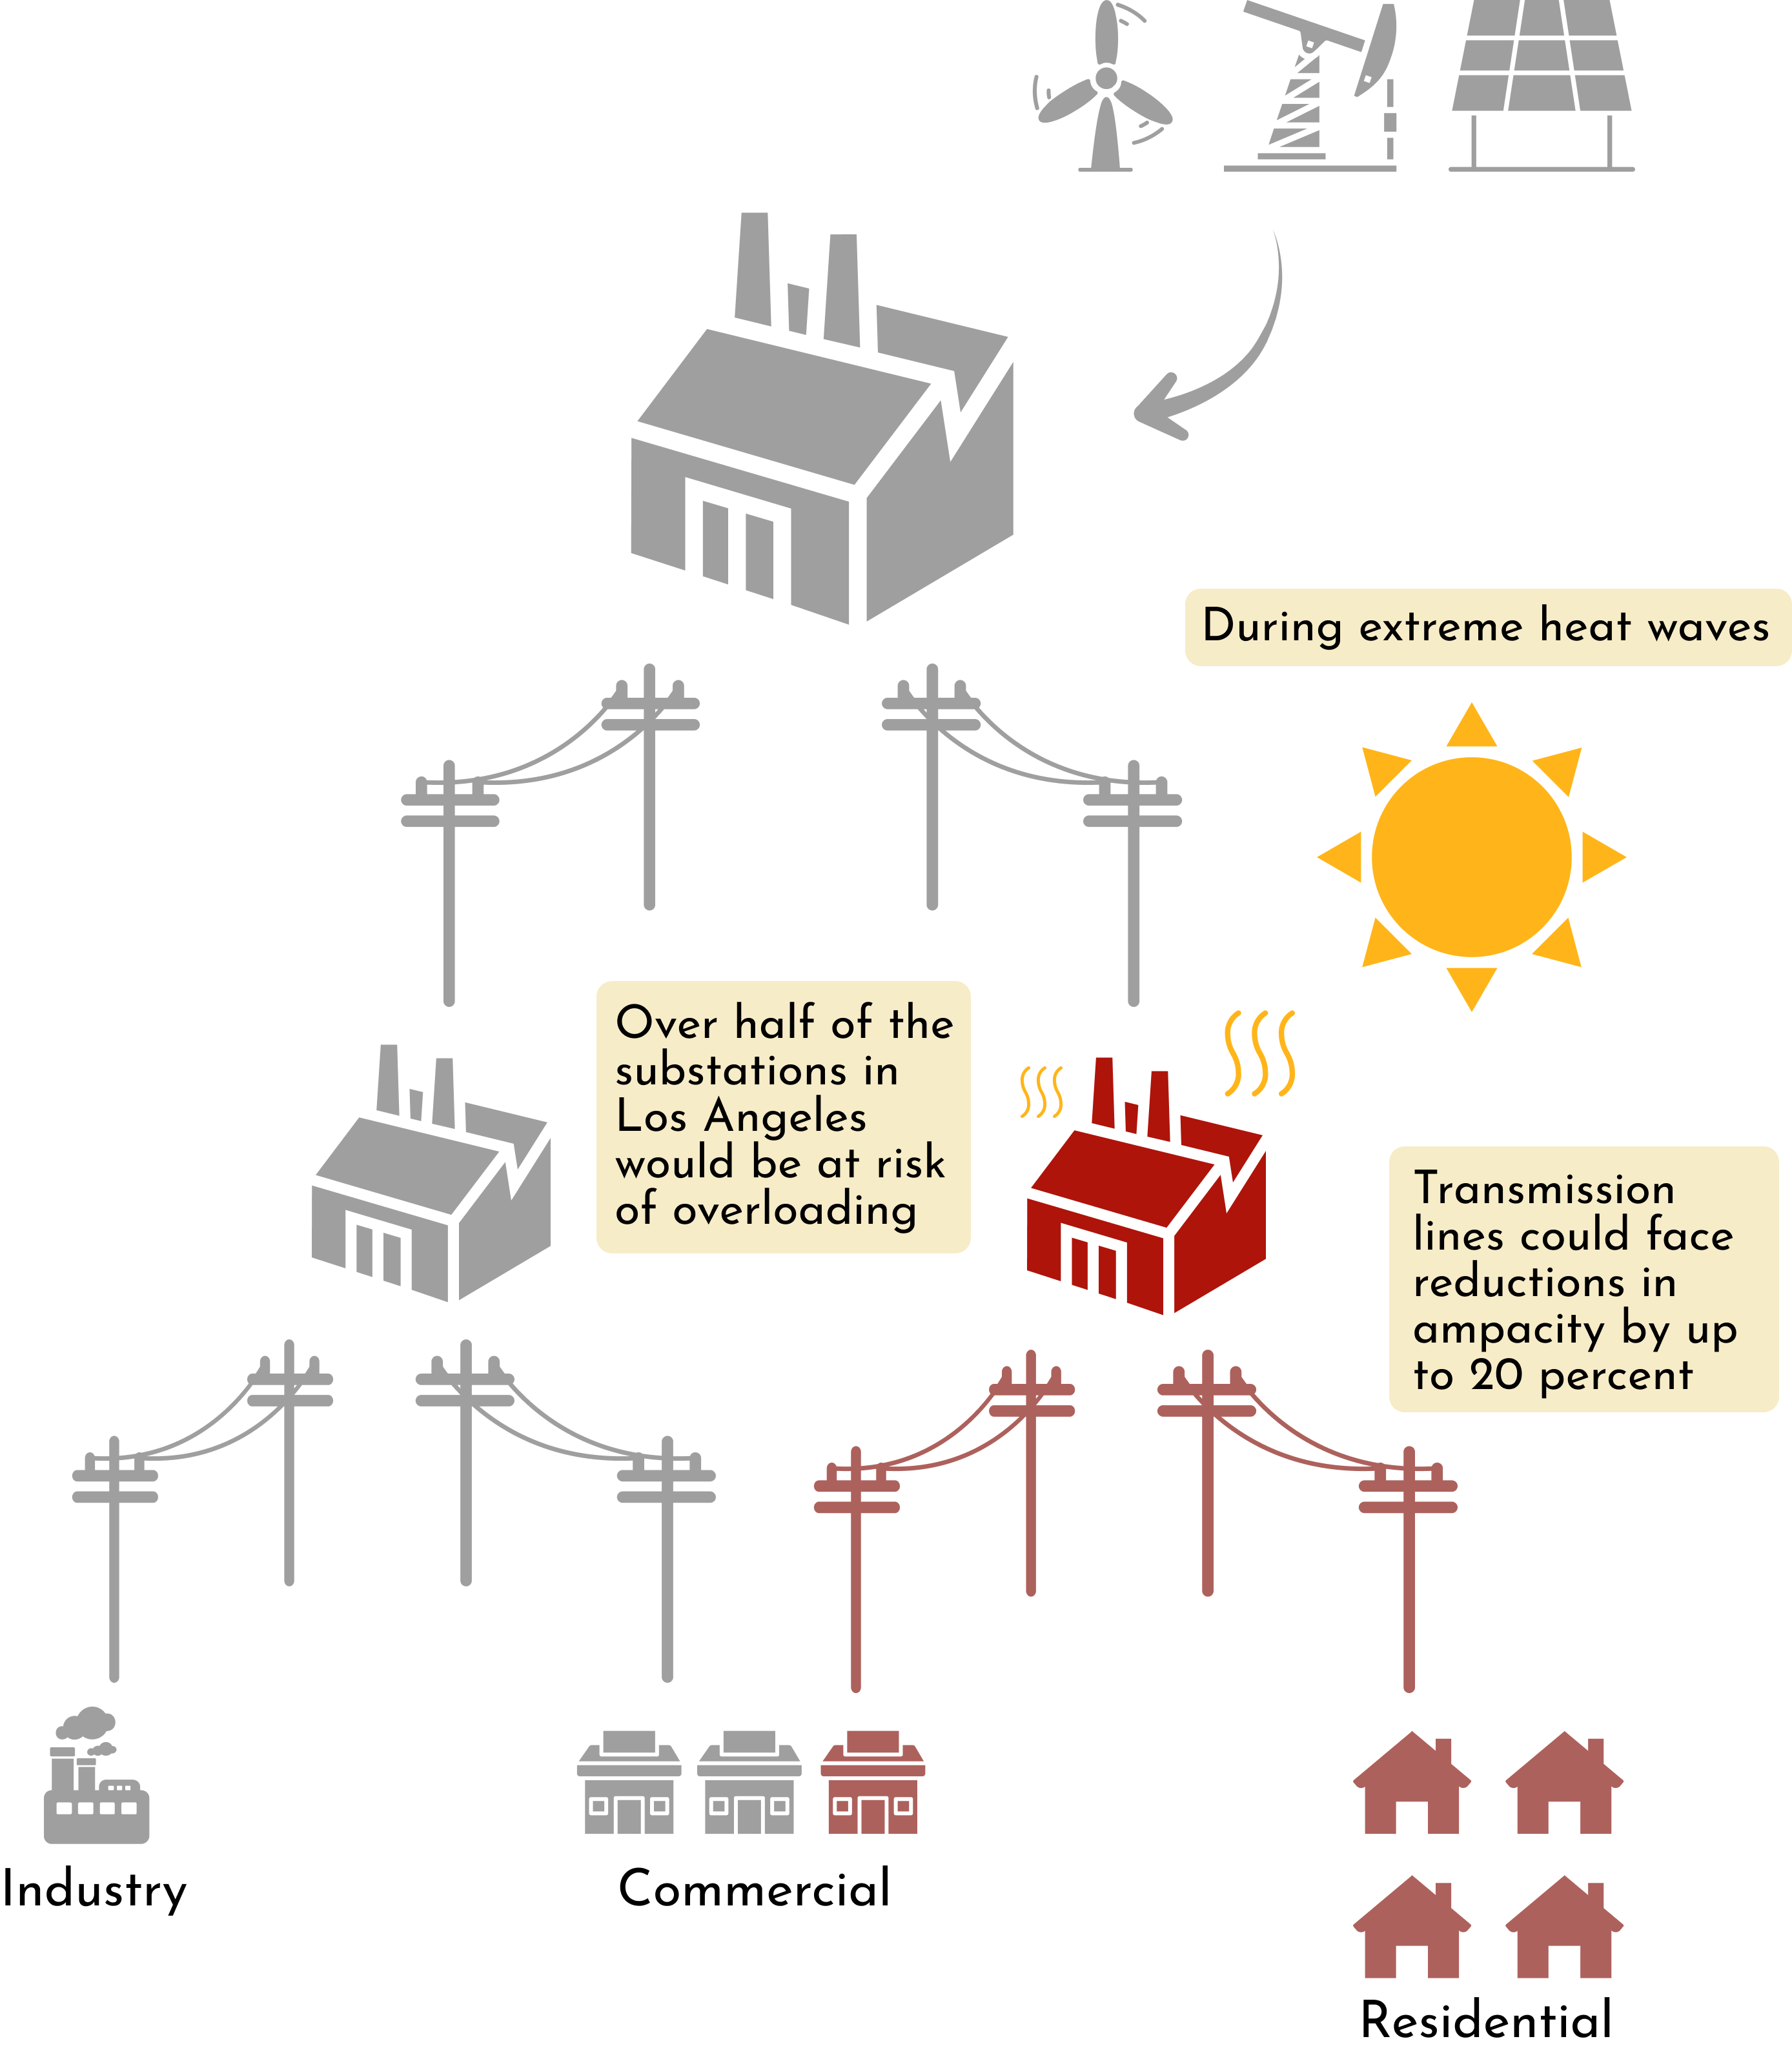 During extreme heat waves
Over half of the
substations in
Los Angeles
would be at risk
of overloading
Transmission
lines could face
reductions in
ampacity by up
to 20 percent
Industry
Commercial
Residential